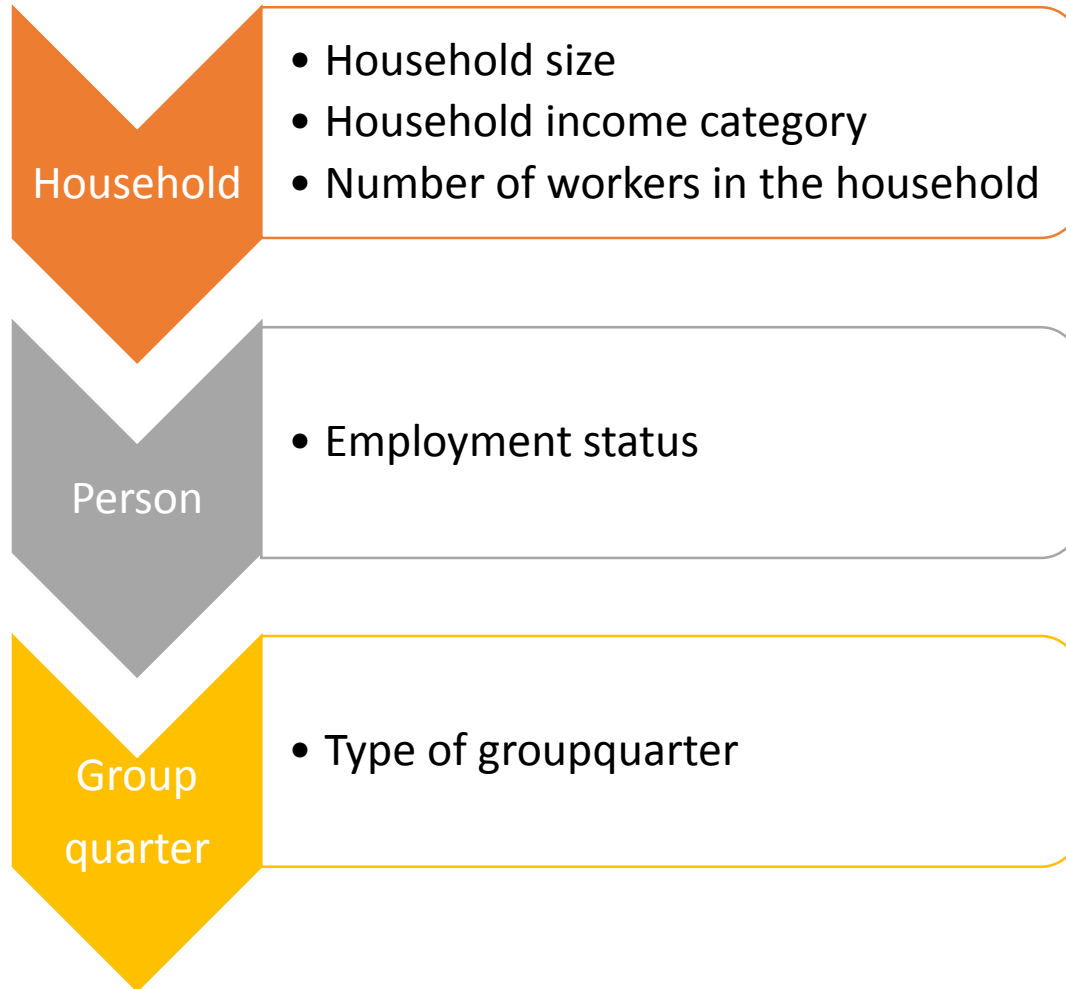 Household
• Household size
• Household income category
• Number of workers in the household
Person
• Employment status
Group
quarter
• Type of groupquarter